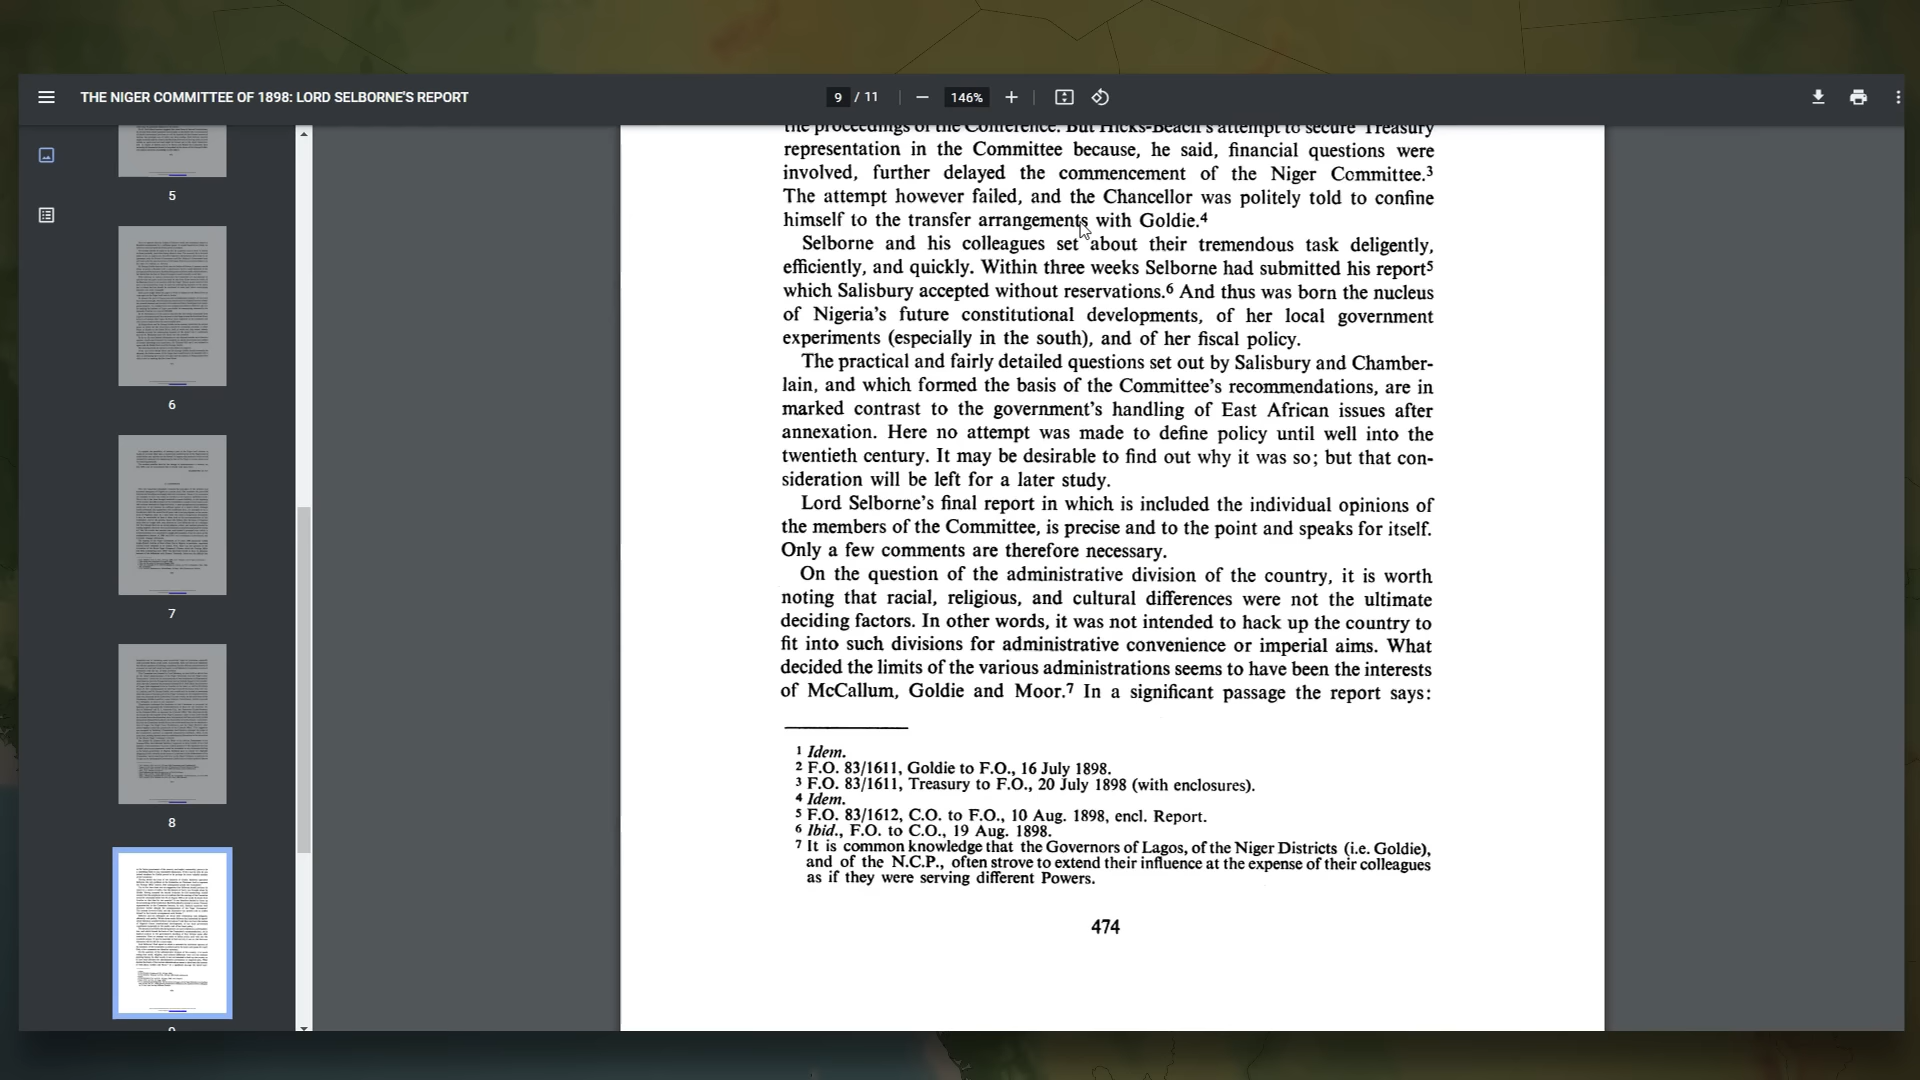 THE NIGER COMMITTEE OF 1898: LORD SELBORNE'S REPORT
9 / 11
146%
5
6
7
8
9
the proceedings of the Conference. But Hicks-Beach's attempt to secure Treasury
representation in the Committee because, he said, financial questions were
involved, further delayed the commencement of the Niger Committee.³
The attempt however failed, and the Chancellor was politely told to confine
himself to the transfer arrangements with Goldie.⁴
Selborne and his colleagues set about their tremendous task deligently,
efficiently, and quickly. Within three weeks Selborne had submitted his report⁵
which Salisbury accepted without reservations.⁶ And thus was born the nucleus
of Nigeria's future constitutional developments, of her local government
experiments (especially in the south), and of her fiscal policy.
The practical and fairly detailed questions set out by Salisbury and Chamber-
lain, and which formed the basis of the Committee's recommendations, are in
marked contrast to the government's handling of East African issues after
annexation. Here no attempt was made to define policy until well into the
twentieth century. It may be desirable to find out why it was so; but that con-
sideration will be left for a later study.
Lord Selborne's final report in which is included the individual opinions of
the members of the Committee, is precise and to the point and speaks for itself.
Only a few comments are therefore necessary.
On the question of the administrative division of the country, it is worth
noting that racial, religious, and cultural differences were not the ultimate
deciding factors. In other words, it was not intended to hack up the country to
fit into such divisions for administrative convenience or imperial aims. What
decided the limits of the various administrations seems to have been the interests
of McCallum, Goldie and Moor.⁷ In a significant passage the report says:
¹ Idem.
² F.O. 83/1611, Goldie to F.O., 16 July 1898.
³ F.O. 83/1611, Treasury to F.O., 20 July 1898 (with enclosures).
⁴ Idem.
⁵ F.O. 83/1612, C.O. to F.O., 10 Aug. 1898, encl. Report.
⁶ Ibid., F.O. to C.O., 19 Aug. 1898.
⁷ It is common knowledge that the Governors of Lagos, of the Niger Districts (i.e. Goldie),
and of the N.C.P., often strove to extend their influence at the expense of their colleagues
as if they were serving different Powers.
474